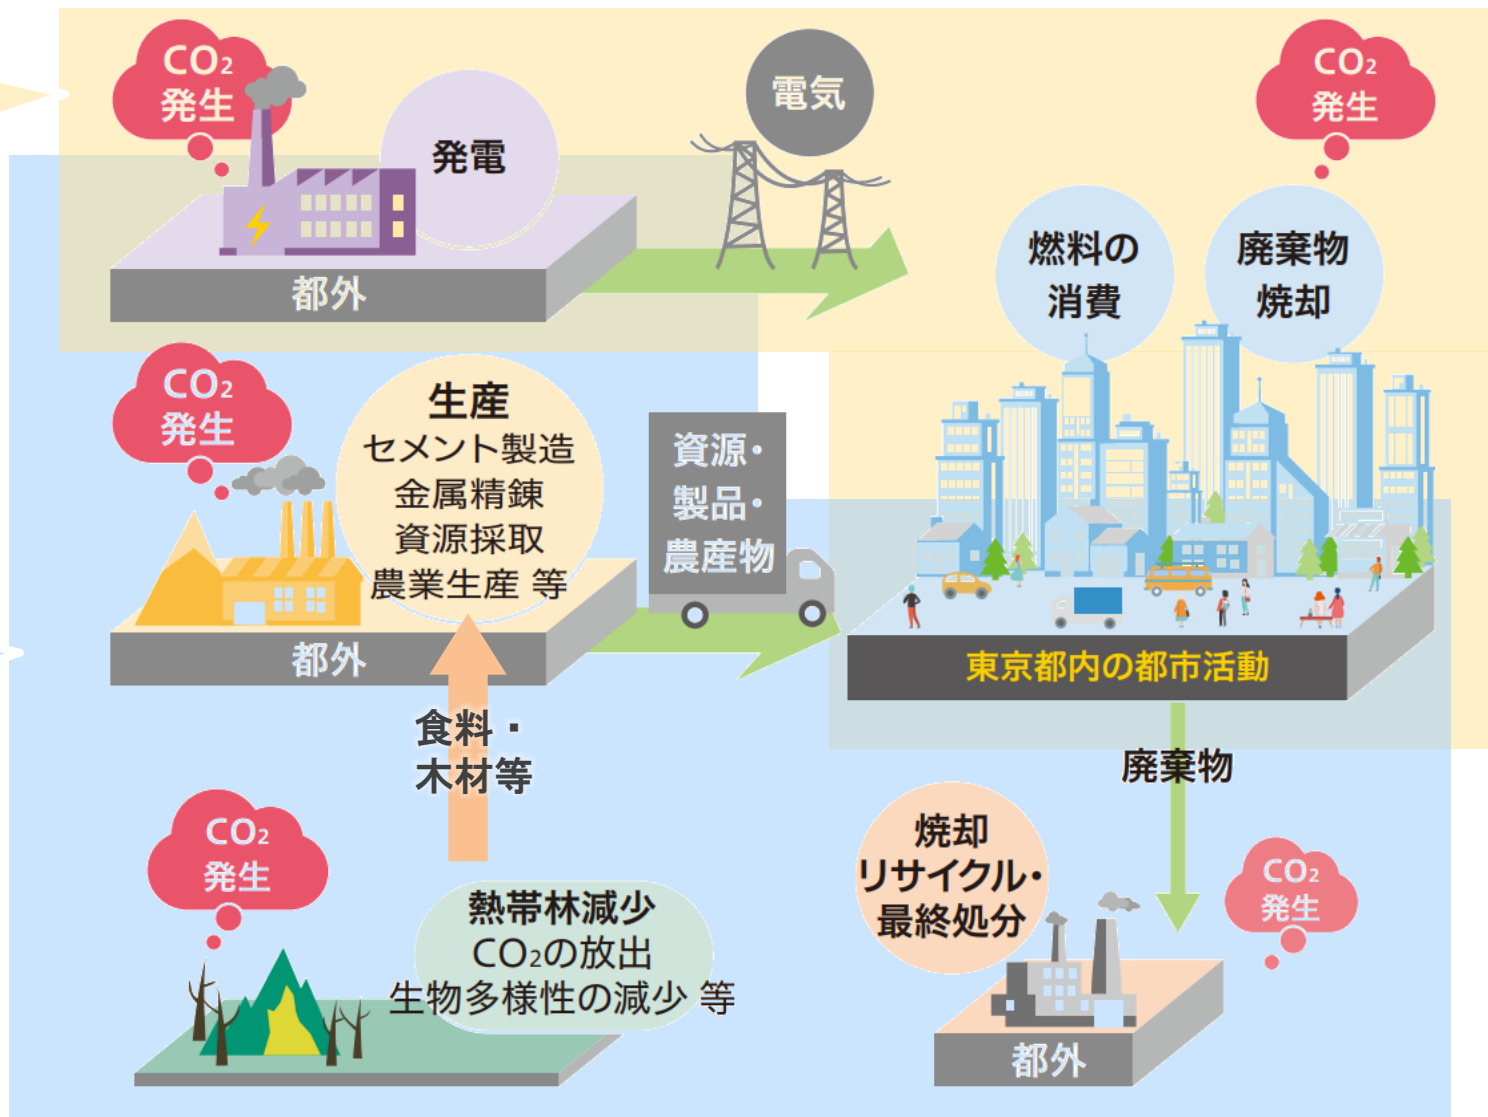 CO₂
発生
発電
電気
CO₂
発生
燃料の
消費
廃棄物
焼却
都外
CO₂
発生
生産
セメント製造
金属精錬
資源採取
農業生産 等
資源・
製品・
農産物
都外
東京都内の都市活動
食料・
木材等
廃棄物
CO₂
発生
熱帯林減少
CO₂の放出
生物多様性の減少 等
焼却
リサイクル・
最終処分
CO₂
発生
都外